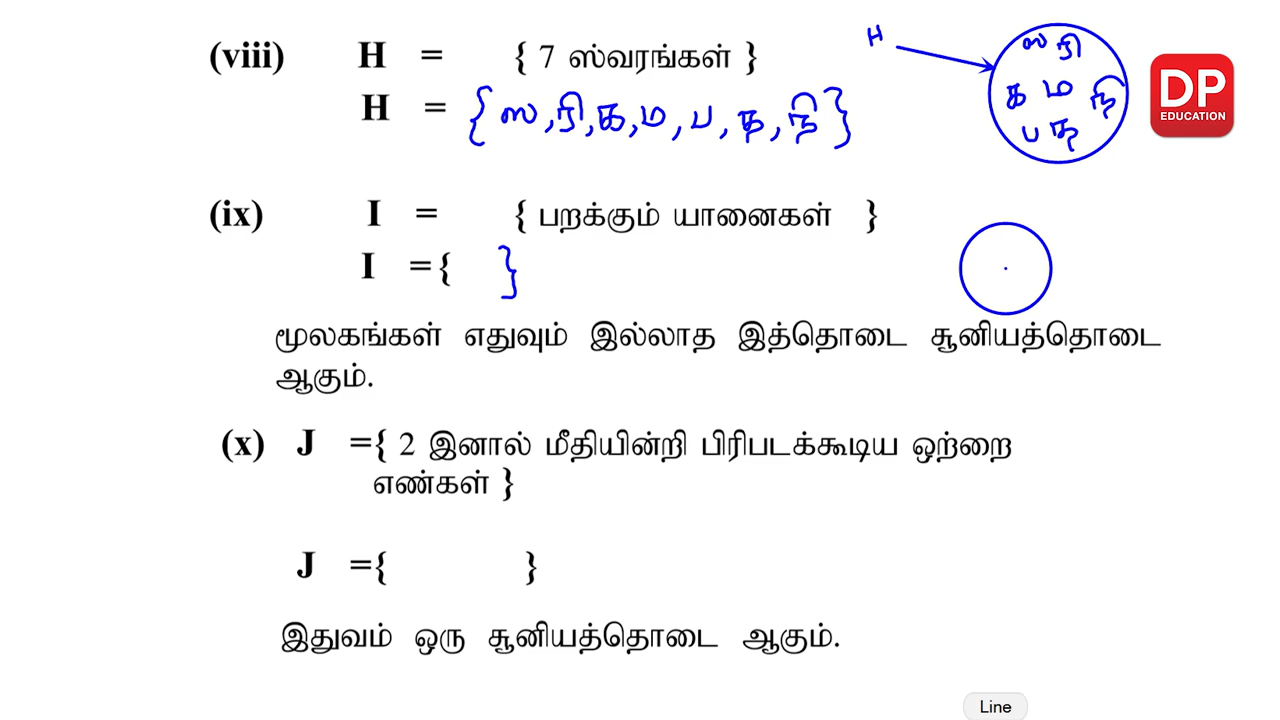 (viii) H = { 7 ஸ்வரங்கள் }
H = {ஸ,ரி,க,ம,ப,த,நி}
H
ஸ ரி
க ம நி
ப த
DP
EDUCATION
(ix) I = { பறக்கும் யானைகள் }
I ={ }
மூலகங்கள் எதுவும் இல்லாத இத்தொடை சூனியத்தொடை
ஆகும்.
(x) J ={ 2 இனால் மீதியின்றி பிரிபடக்கூடிய ஒற்றை
எண்கள் }
J ={ }
இதுவம் ஒரு சூனியத்தொடை ஆகும்.
Line